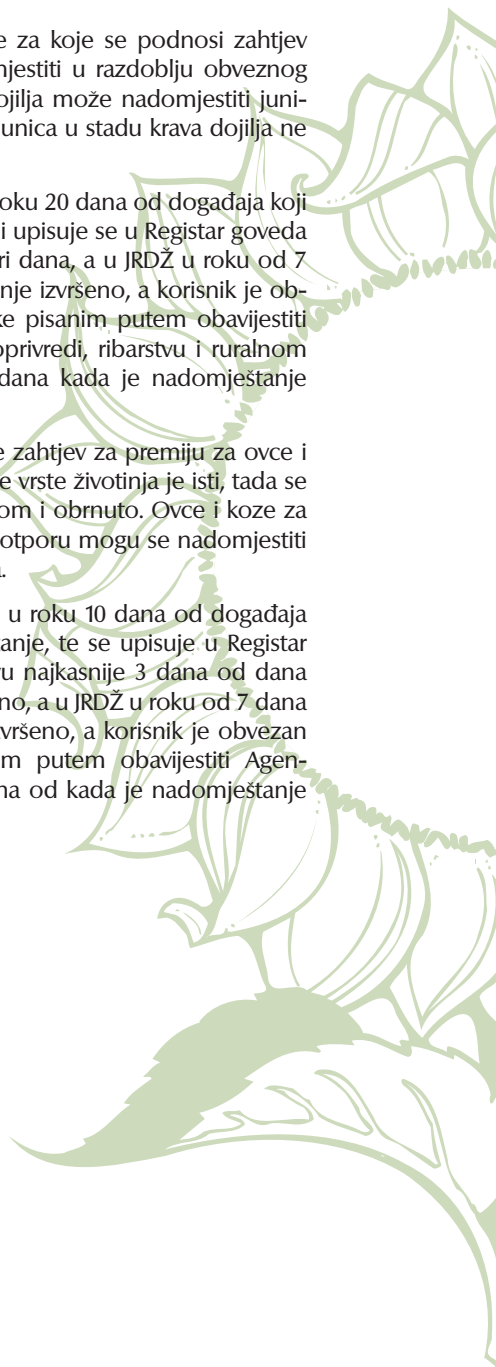 e za koje se podnosi zahtjev
njestiti u razdoblju obveznog
ojilja može nadomjestiti juni-
unica u stadu krava dojilja ne
oku 20 dana od događaja koji
i upisuje se u Registar goveda
ri dana, a u JRDŽ u roku od 7
nje izvršeno, a korisnik je ob-
ke pisanim putem obavijestiti
oprivredi, ribarstvu i ruralnom
dana kada je nadomještanje
e zahtjev za premiju za ovce i
e vrste životinja je isti, tada se
om i obrnuto. Ovce i koze za
otporu mogu se nadomjestiti
u roku 10 dana od događaja
anje, te se upisuje u Registar
u najkasnije 3 dana od dana
no, a u JRDŽ u roku od 7 dana
vršeno, a korisnik je obvezan
m putem obavijestiti Agen-
na od kada je nadomještanje